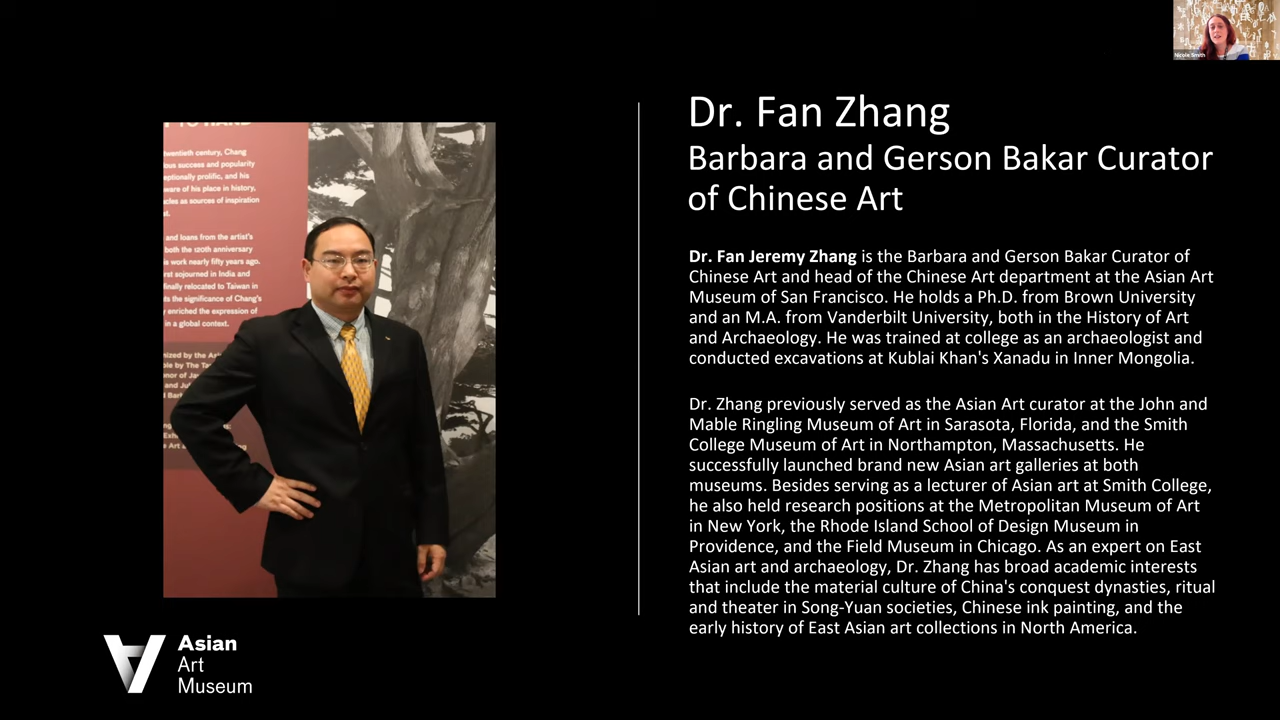 Nicole Smith
Dr. Fan Zhang
Barbara and Gerson Bakar Curator
of Chinese Art
Dr. Fan Jeremy Zhang is the Barbara and Gerson Bakar Curator of
Chinese Art and head of the Chinese Art department at the Asian Art
Museum of San Francisco. He holds a Ph.D. from Brown University
and an M.A. from Vanderbilt University, both in the History of Art
and Archaeology. He was trained at college as an archaeologist and
conducted excavations at Kublai Khan's Xanadu in Inner Mongolia.
Dr. Zhang previously served as the Asian Art curator at the John and
Mable Ringling Museum of Art in Sarasota, Florida, and the Smith
College Museum of Art in Northampton, Massachusetts. He
successfully launched brand new Asian art galleries at both
museums. Besides serving as a lecturer of Asian art at Smith College,
he also held research positions at the Metropolitan Museum of Art
in New York, the Rhode Island School of Design Museum in
Providence, and the Field Museum in Chicago. As an expert on East
Asian art and archaeology, Dr. Zhang has broad academic interests
that include the material culture of China's conquest dynasties, ritual
and theater in Song-Yuan societies, Chinese ink painting, and the
early history of East Asian art collections in North America.
twentieth century, Chang
success and popularity
prolific, and his
of his place in history,
as sources of inspiration
and loans from the artist's
both the 120th anniversary
work nearly fifty years ago.
sojourned in India and
relocated to Taiwan in
the significance of Chang's
enriched the expression of
in a global context.
by the
by The
of
and
Asian
Art
Museum